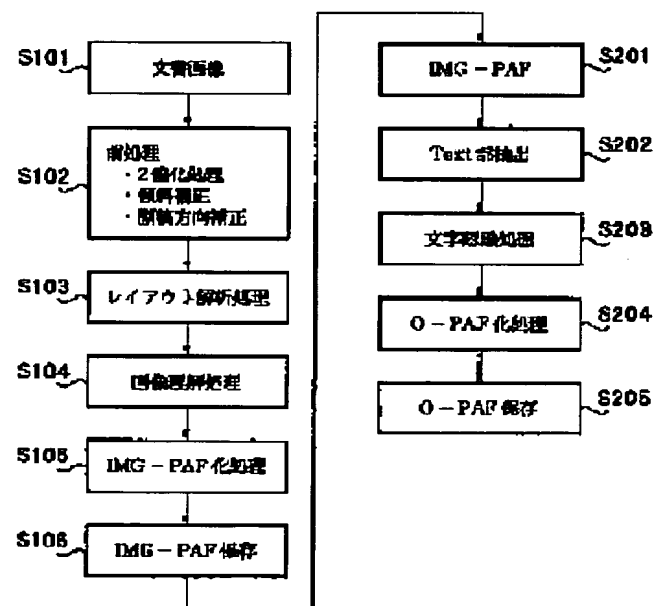 S101
文書画像
S102
前処理
・2値化処理
・傾斜補正
・原稿方向補正
S103
レイアウト解析処理
S104
画像理解処理
S105
IMG-PAF化処理
S106
IMG-PAF保存
S201
IMG-PAF
S202
Text部抽出
S203
文字認識処理
S204
O-PAF化処理
S205
O-PAF保存